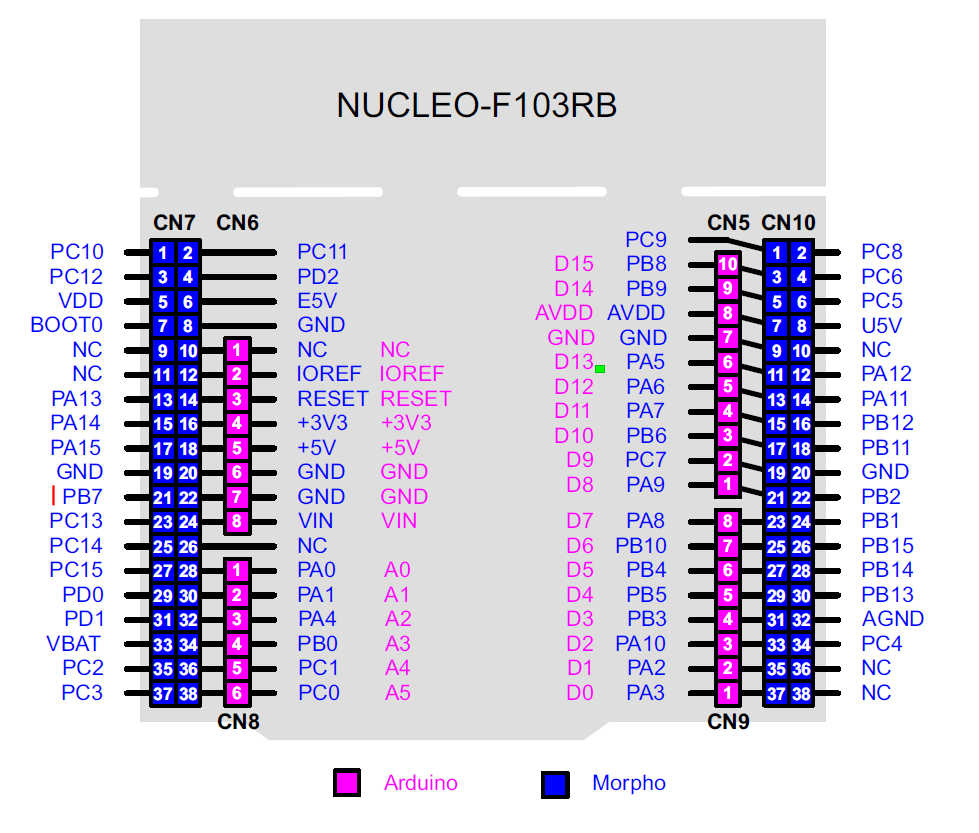 NUCLEO-F103RB
CN7 CN6 CN5 CN10
PC9
PC10 1 2 PC11 1 2 PC8
D15 PB8 10
PC12 3 4 PD2 3 4 PC6
D14 PB9 9
VDD 5 6 E5V 5 6 PC5
AVDD AVDD 8
BOOT0 7 8 GND 7 8 U5V
GND GND 7
NC 9 10 1 NC NC 9 10 NC
D13 PA5 6
NC 11 12 2 IOREF IOREF 11 12 PA12
D12 PA6 5
PA13 13 14 3 RESET RESET 13 14 PA11
D11 PA7 4
PA14 15 16 4 +3V3 +3V3 15 16 PB12
D10 PB6 3
PA15 17 18 5 +5V +5V 17 18 PB11
D9 PC7 2
GND 19 20 6 GND GND 19 20 GND
D8 PA9 1
PB7 21 22 7 GND GND 21 22 PB2
PC13 23 24 8 VIN VIN D7 PA8 8 23 24 PB1
PC14 25 26 NC D6 PB10 7 25 26 PB15
PC15 27 28 1 PA0 A0 D5 PB4 6 27 28 PB14
PD0 29 30 2 PA1 A1 D4 PB5 5 29 30 PB13
PD1 31 32 3 PA4 A2 D3 PB3 4 31 32 AGND
VBAT 33 34 4 PB0 A3 D2 PA10 3 33 34 PC4
PC2 35 36 5 PC1 A4 D1 PA2 2 35 36 NC
PC3 37 38 6 PC0 A5 D0 PA3 1 37 38 NC
CN8 CN9
Arduino Morpho